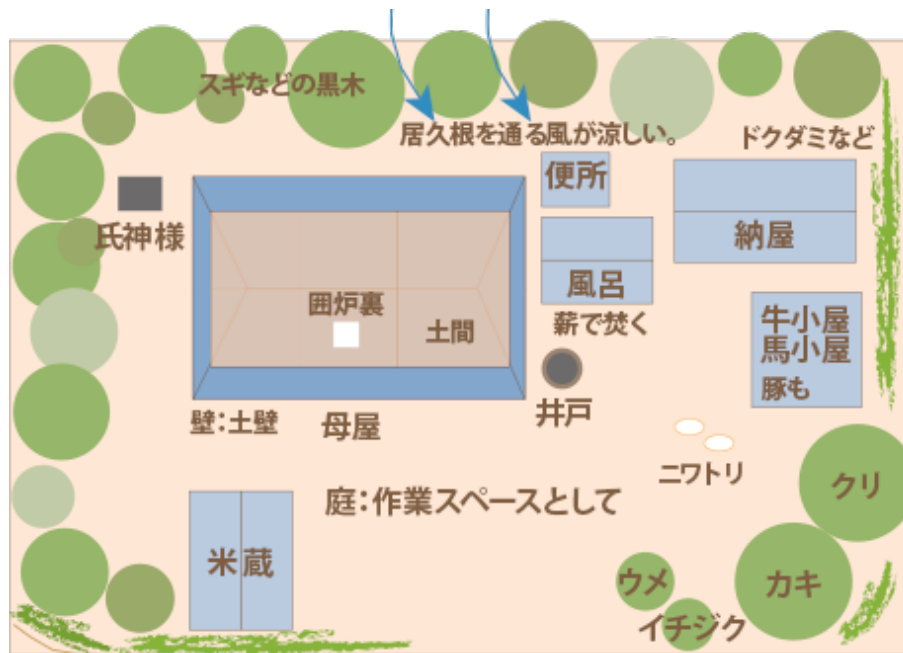 スギなどの黒木
居久根を通る風が涼しい。
ドクダミなど
便所
納屋
氏神様
風呂
囲炉裏
土間
薪で焚く
牛小屋
馬小屋
豚も
壁：土壁
母屋
井戸
ニワトリ
クリ
庭：作業スペースとして
米蔵
ウメ
カキ
イチジク